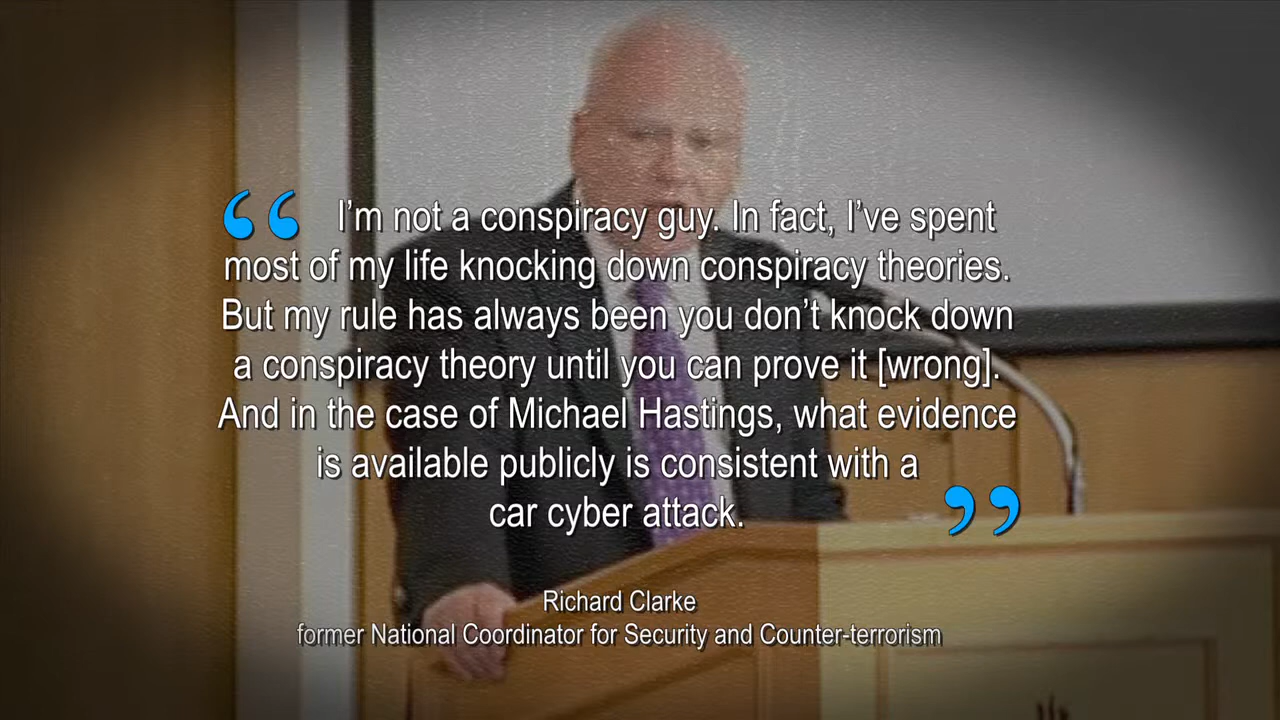 “ I’m not a conspiracy guy. In fact, I’ve spent
most of my life knocking down conspiracy theories.
But my rule has always been you don’t knock down
a conspiracy theory until you can prove it [wrong].
And in the case of Michael Hastings, what evidence
is available publicly is consistent with a
car cyber attack. ”
Richard Clarke
former National Coordinator for Security and Counter-terrorism